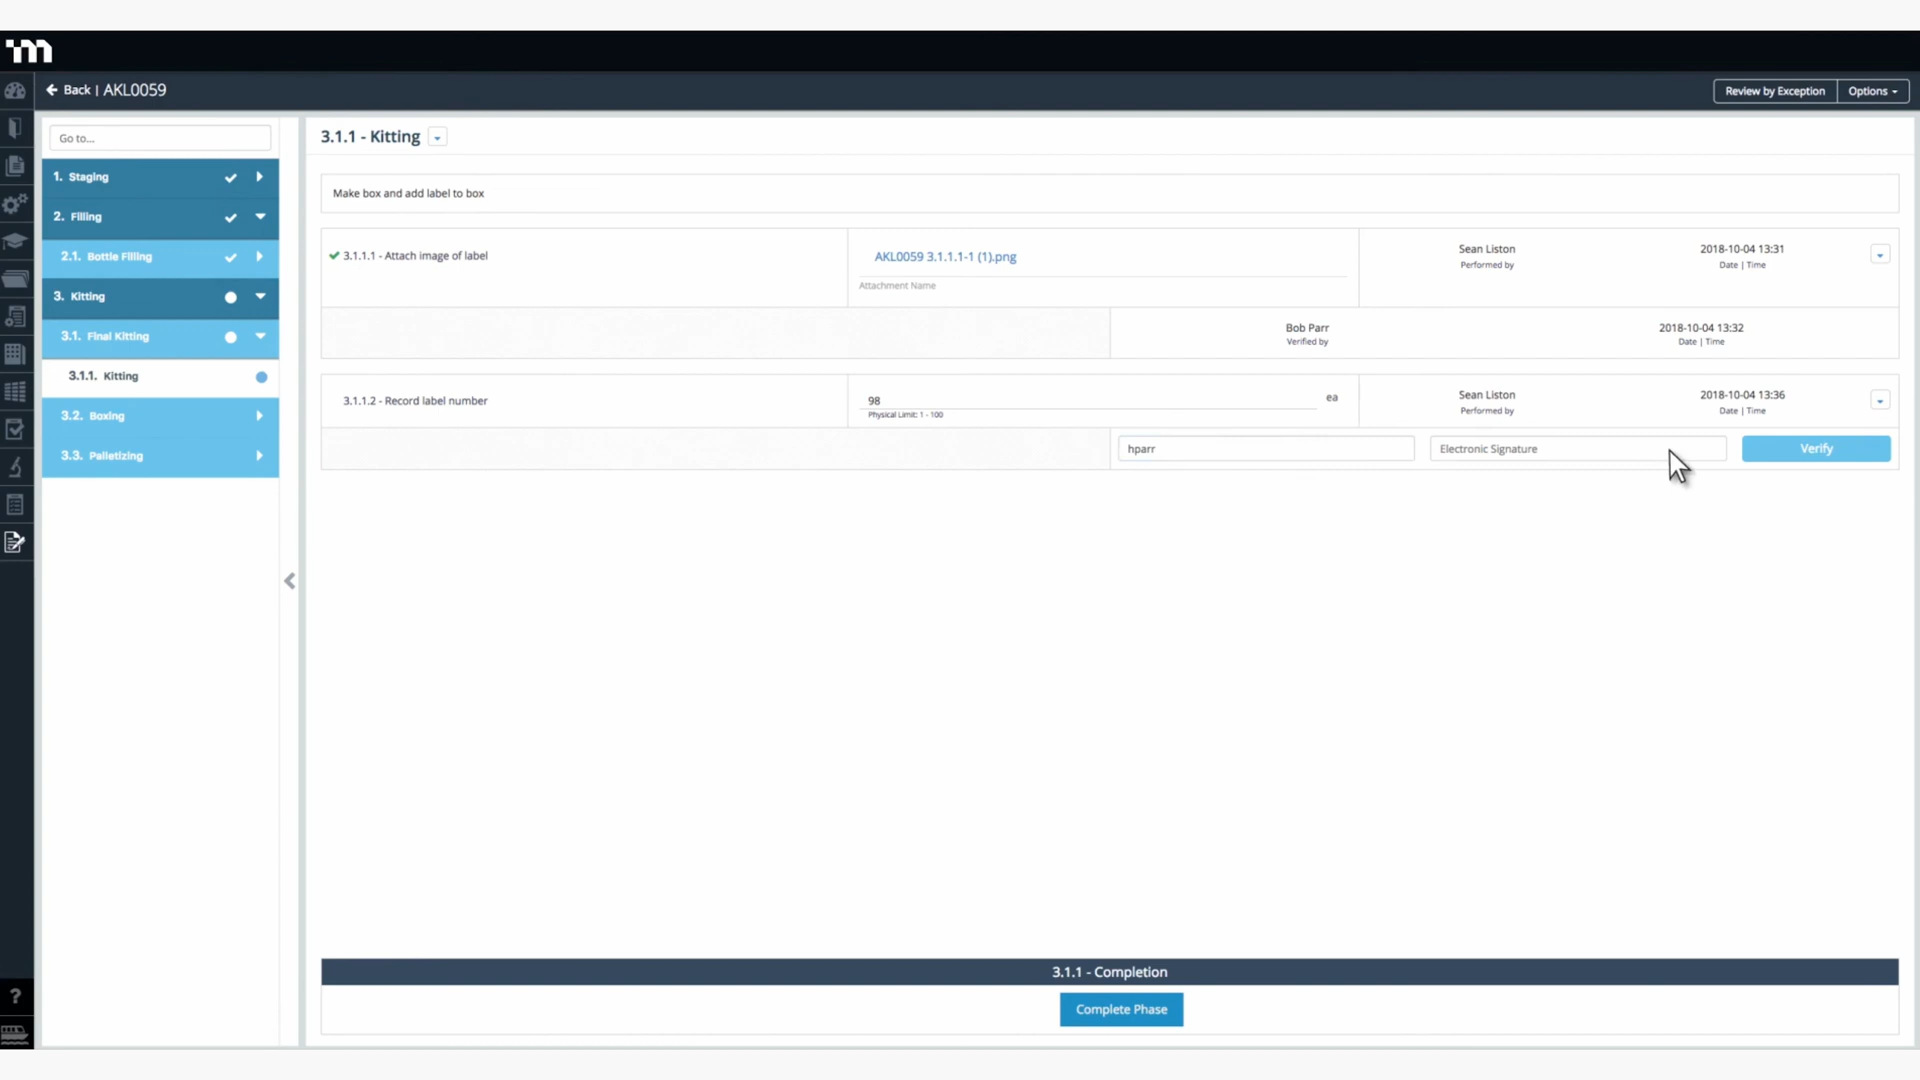 m
← Back | AKL0059
Review by Exception
Options
Go to...
1. Staging
2. Filling
2.1. Bottle Filling
3. Kitting
3.1. Final Kitting
3.1.1. Kitting
3.2. Boxing
3.3. Palletizing
3.1.1 - Kitting
Make box and add label to box
3.1.1.1 - Attach image of label
AKL0059 3.1.1.1-1 (1).png
Attachment Name
Sean Liston
Performed by
2018-10-04 13:31
Date | Time
Bob Parr
Verified by
2018-10-04 13:32
Date | Time
3.1.1.2 - Record label number
98
ea
Physical Limit: 1 - 100
Sean Liston
Performed by
2018-10-04 13:36
Date | Time
hparr
Electronic Signature
Verify
3.1.1 - Completion
Complete Phase
?